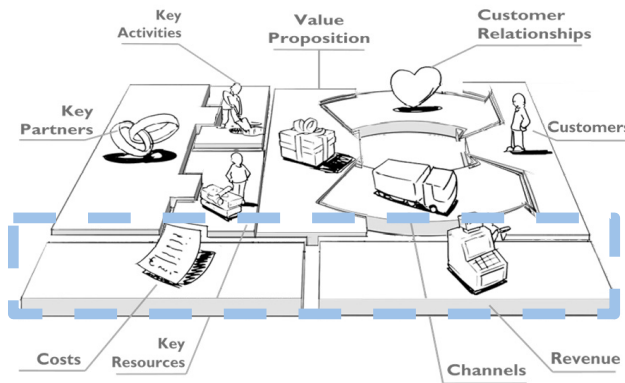 Key
Activities
Value
Proposition
Customer
Relationships
Key
Partners
Customers
Costs
Key
Resources
Channels
Revenue